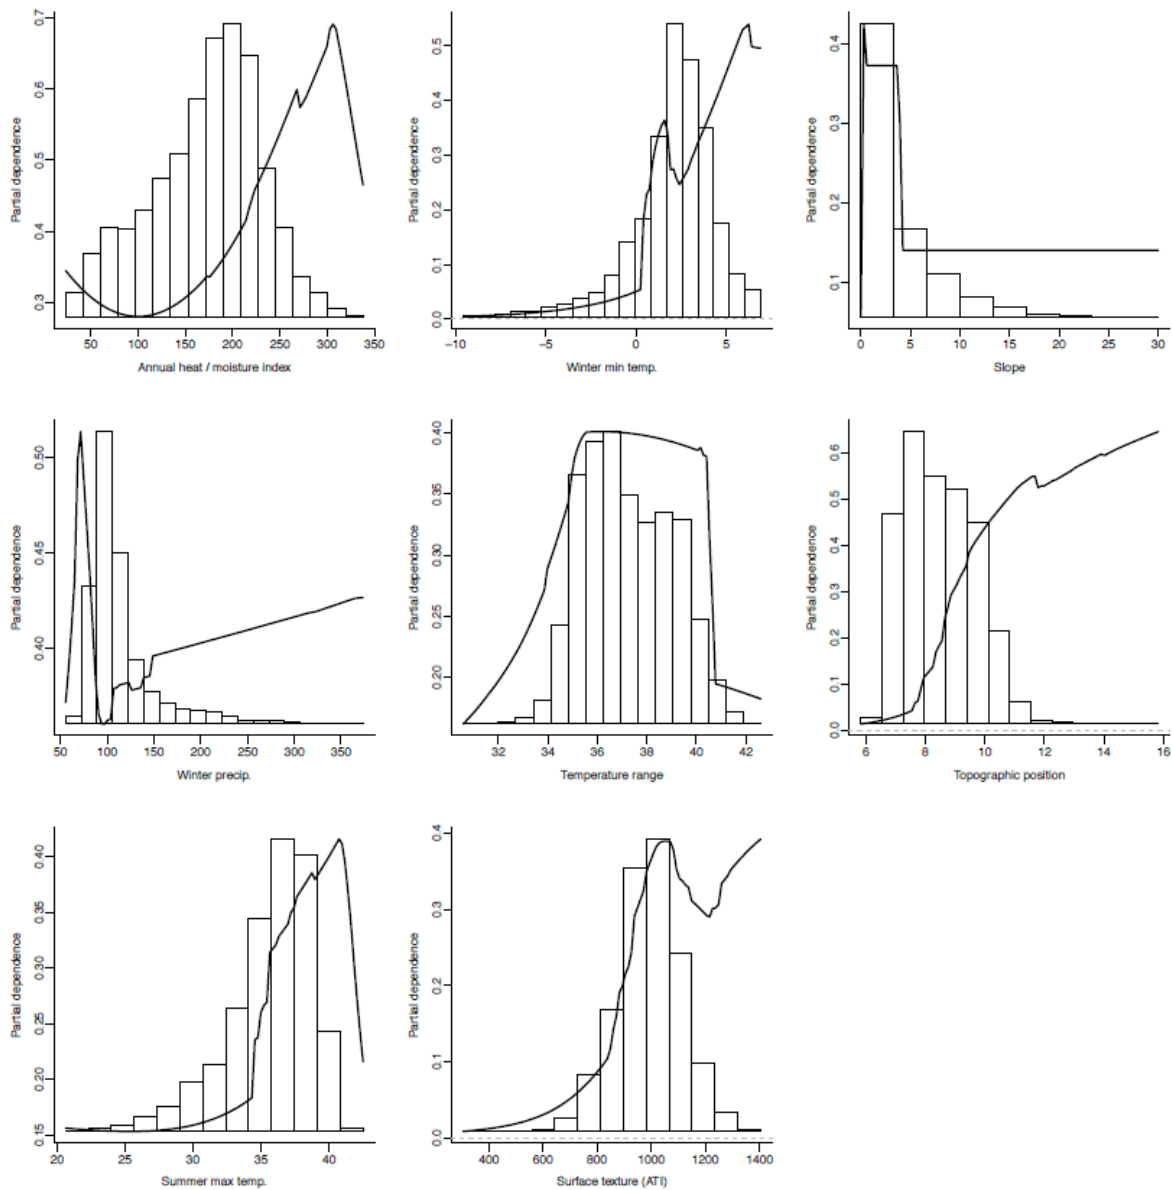 Partial dependence
0.3 0.4 0.5 0.6 0.7
50 100 150 200 250 300 350
Annual heat / moisture index
Partial dependence
0.0 0.1 0.2 0.3 0.4 0.5
−10 −5 0 5
Winter min temp.
Partial dependence
0.1 0.2 0.3 0.4
0 5 10 15 20 25 30
Slope
Partial dependence
0.40 0.45 0.50
50 100 150 200 250 300 350
Winter precip.
Partial dependence
0.20 0.25 0.30 0.35 0.40
32 34 36 38 40 42
Temperature range
Partial dependence
0.0 0.1 0.2 0.3 0.4 0.5 0.6
6 8 10 12 14 16
Topographic position
Partial dependence
0.15 0.20 0.25 0.30 0.35 0.40
20 25 30 35 40
Summer max temp.
Partial dependence
0.0 0.1 0.2 0.3 0.4
400 600 800 1000 1200 1400
Surface texture (ATI)